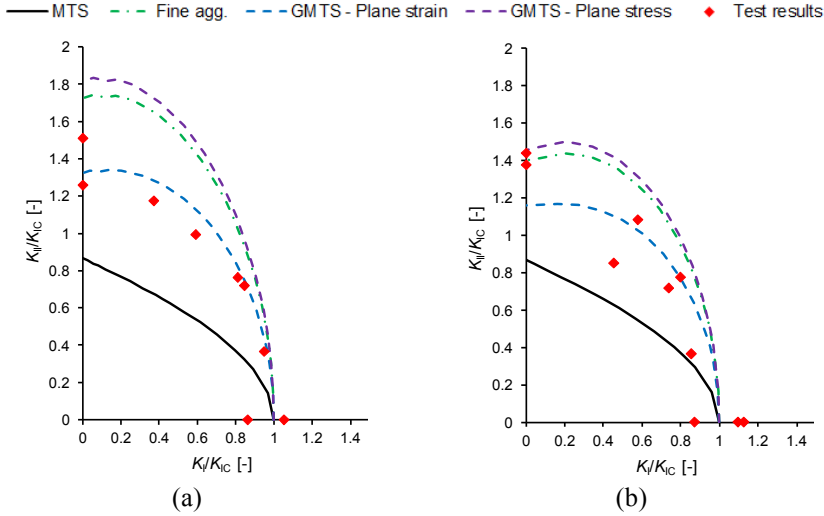 MTS Fine agg. GMTS - Plane strain GMTS - Plane stress Test results
2 2
1.8 1.8
1.6 1.6
1.4 1.4
1.2 1.2
1 1
0.8 0.8
0.6 0.6
0.4 0.4
0.2 0.2
0 0
KII/KIC [-] KII/KIC [-]
0 0.2 0.4 0.6 0.8 1 1.2 1.4 0 0.2 0.4 0.6 0.8 1 1.2 1.4
KI/KIC [-] KI/KIC [-]
(a) (b)